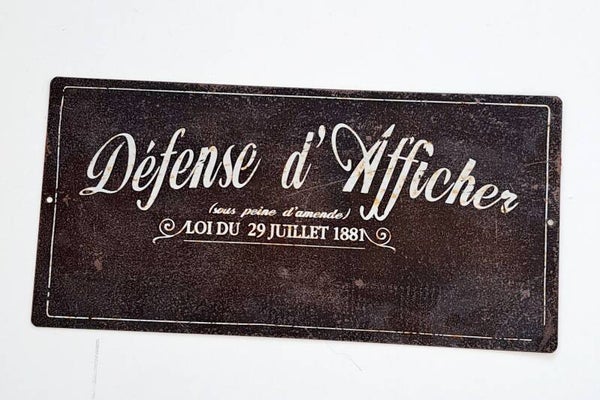 Défense d'Afficher
(sous peine d'amende)
LOI DU 29 JUILLET 1881